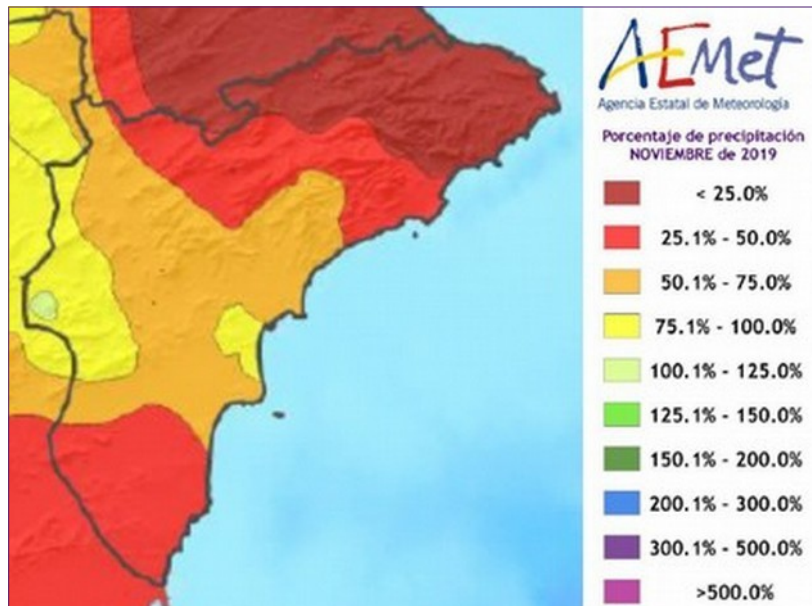 AEMet
Agencia Estatal de Meteorología
Porcentaje de precipitación
NOVIEMBRE de 2019
< 25.0%
25.1% - 50.0%
50.1% - 75.0%
75.1% - 100.0%
100.1% - 125.0%
125.1% - 150.0%
150.1% - 200.0%
200.1% - 300.0%
300.1% - 500.0%
>500.0%